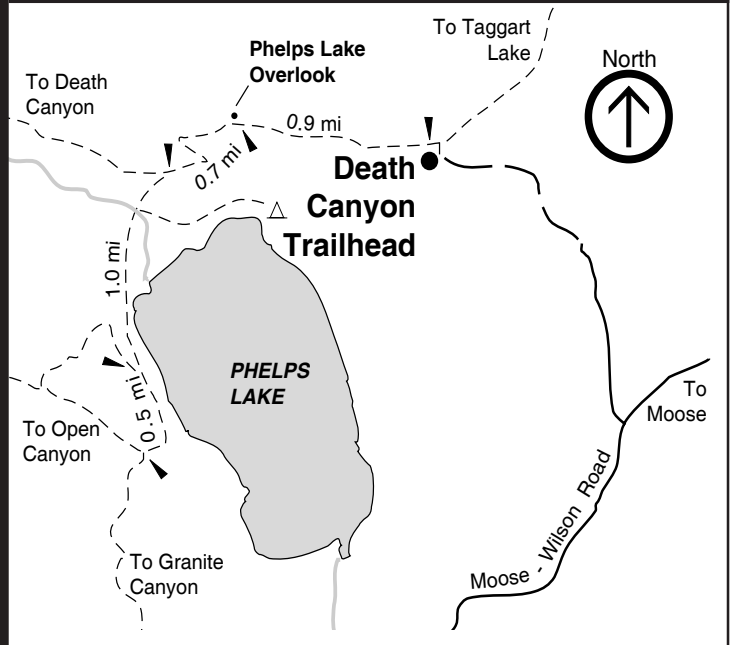 To Taggart
Lake
Phelps Lake
Overlook
North
To Death
Canyon
0.9 mi
0.7 mi
Death
Canyon
Trailhead
1.0 mi
PHELPS
LAKE
0.5 mi
To
Moose
To Open
Canyon
Moose - Wilson Road
To Granite
Canyon